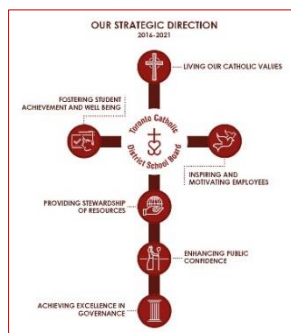 OUR STRATEGIC DIRECTION
2016-2021
LIVING OUR CATHOLIC VALUES
FOSTERING STUDENT
ACHIEVEMENT AND WELL BEING
Toronto Catholic
District School Board
INSPIRING AND
MOTIVATING EMPLOYEES
PROVIDING STEWARDSHIP
OF RESOURCES
ENHANCING PUBLIC
CONFIDENCE
ACHIEVING EXCELLENCE IN
GOVERNANCE